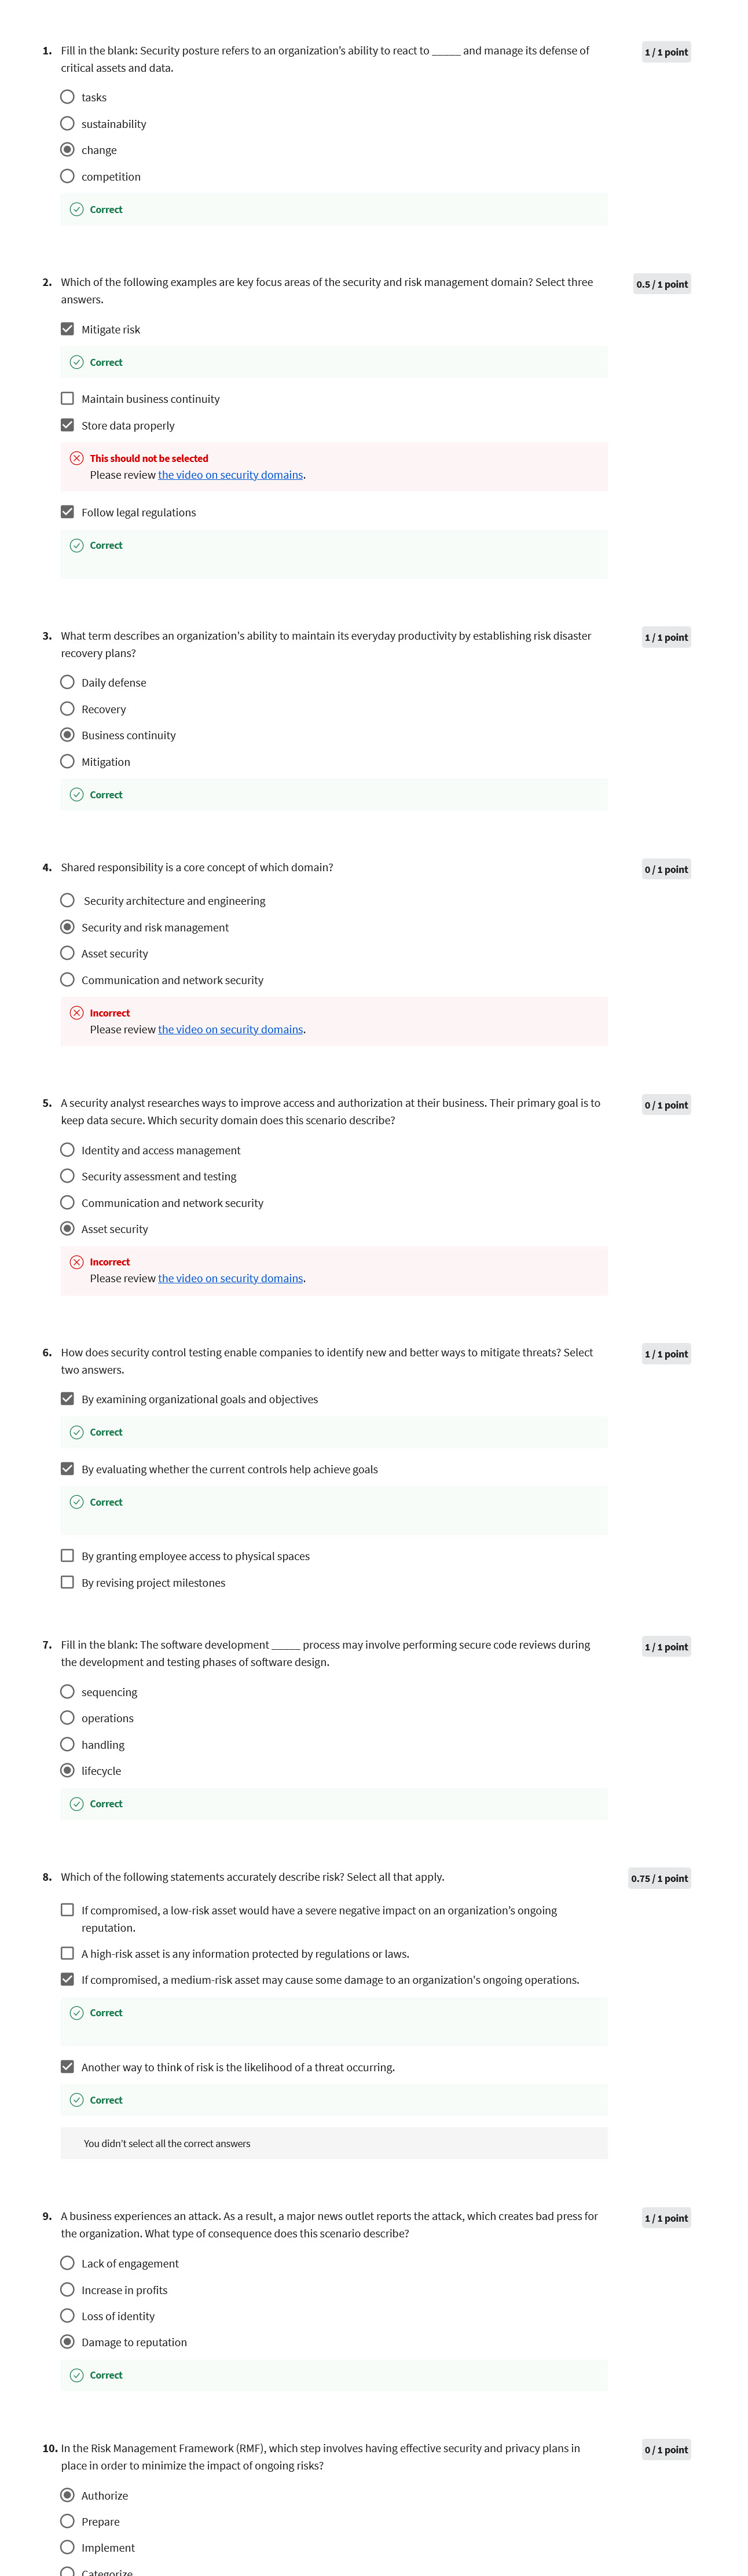 1. Fill in the blank: Security posture refers to an organization's ability to react to _____ and manage its defense of
critical assets and data.
1 / 1 point
tasks
sustainability
change
competition
Correct
2. Which of the following examples are key focus areas of the security and risk management domain? Select three
answers.
0.5 / 1 point
Mitigate risk
Correct
Maintain business continuity
Store data properly
This should not be selected
Please review the video on security domains.
Follow legal regulations
Correct
3. What term describes an organization's ability to maintain its everyday productivity by establishing risk disaster
recovery plans?
1 / 1 point
Daily defense
Recovery
Business continuity
Mitigation
Correct
4. Shared responsibility is a core concept of which domain?
0 / 1 point
Security architecture and engineering
Security and risk management
Asset security
Communication and network security
Incorrect
Please review the video on security domains.
5. A security analyst researches ways to improve access and authorization at their business. Their primary goal is to
keep data secure. Which security domain does this scenario describe?
0 / 1 point
Identity and access management
Security assessment and testing
Communication and network security
Asset security
Incorrect
Please review the video on security domains.
6. How does security control testing enable companies to identify new and better ways to mitigate threats? Select
two answers.
1 / 1 point
By examining organizational goals and objectives
Correct
By evaluating whether the current controls help achieve goals
Correct
By granting employee access to physical spaces
By revising project milestones
7. Fill in the blank: The software development _____ process may involve performing secure code reviews during
the development and testing phases of software design.
1 / 1 point
sequencing
operations
handling
lifecycle
Correct
8. Which of the following statements accurately describe risk? Select all that apply.
0.75 / 1 point
If compromised, a low-risk asset would have a severe negative impact on an organization's ongoing
reputation.
A high-risk asset is any information protected by regulations or laws.
If compromised, a medium-risk asset may cause some damage to an organization's ongoing operations.
Correct
Another way to think of risk is the likelihood of a threat occurring.
Correct
You didn't select all the correct answers
9. A business experiences an attack. As a result, a major news outlet reports the attack, which creates bad press for
the organization. What type of consequence does this scenario describe?
1 / 1 point
Lack of engagement
Increase in profits
Loss of identity
Damage to reputation
Correct
10. In the Risk Management Framework (RMF), which step involves having effective security and privacy plans in
place in order to minimize the impact of ongoing risks?
0 / 1 point
Authorize
Prepare
Implement
Categorize